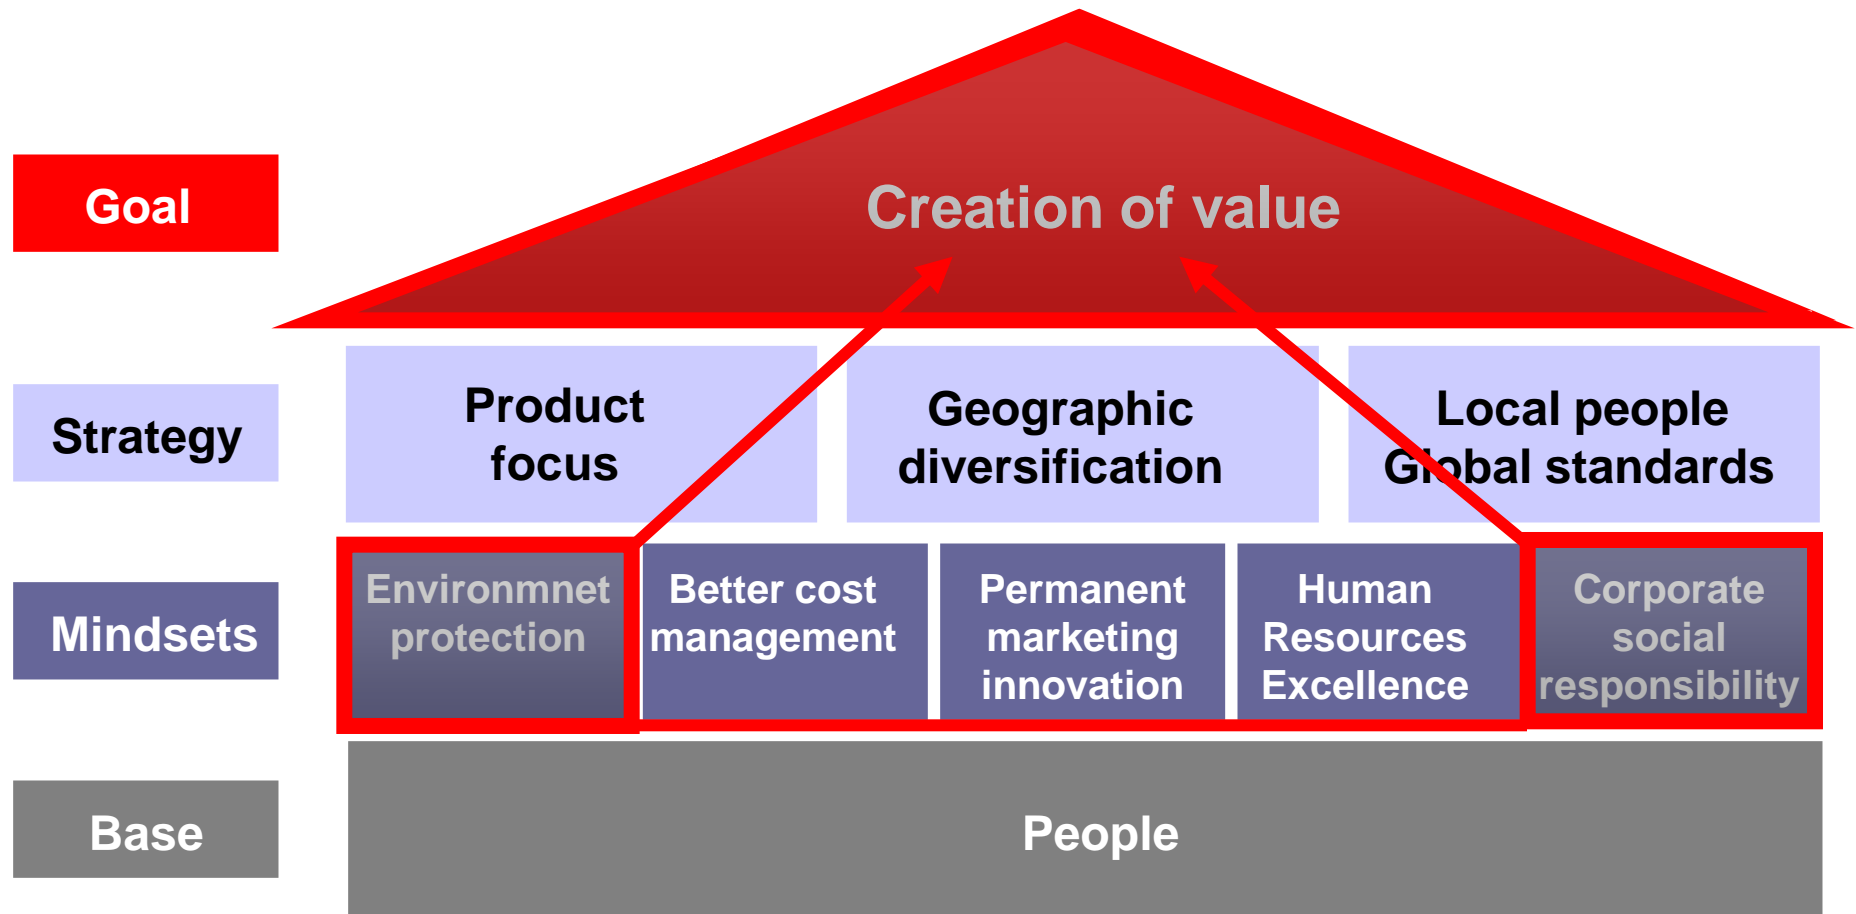 Goal
Creation of value
Strategy
Product
focus
Geographic
diversification
Local people
Global standards
Mindsets
Environmnet
protection
Better cost
management
Permanent
marketing
innovation
Human
Resources
Excellence
Corporate
social
responsibility
Base
People